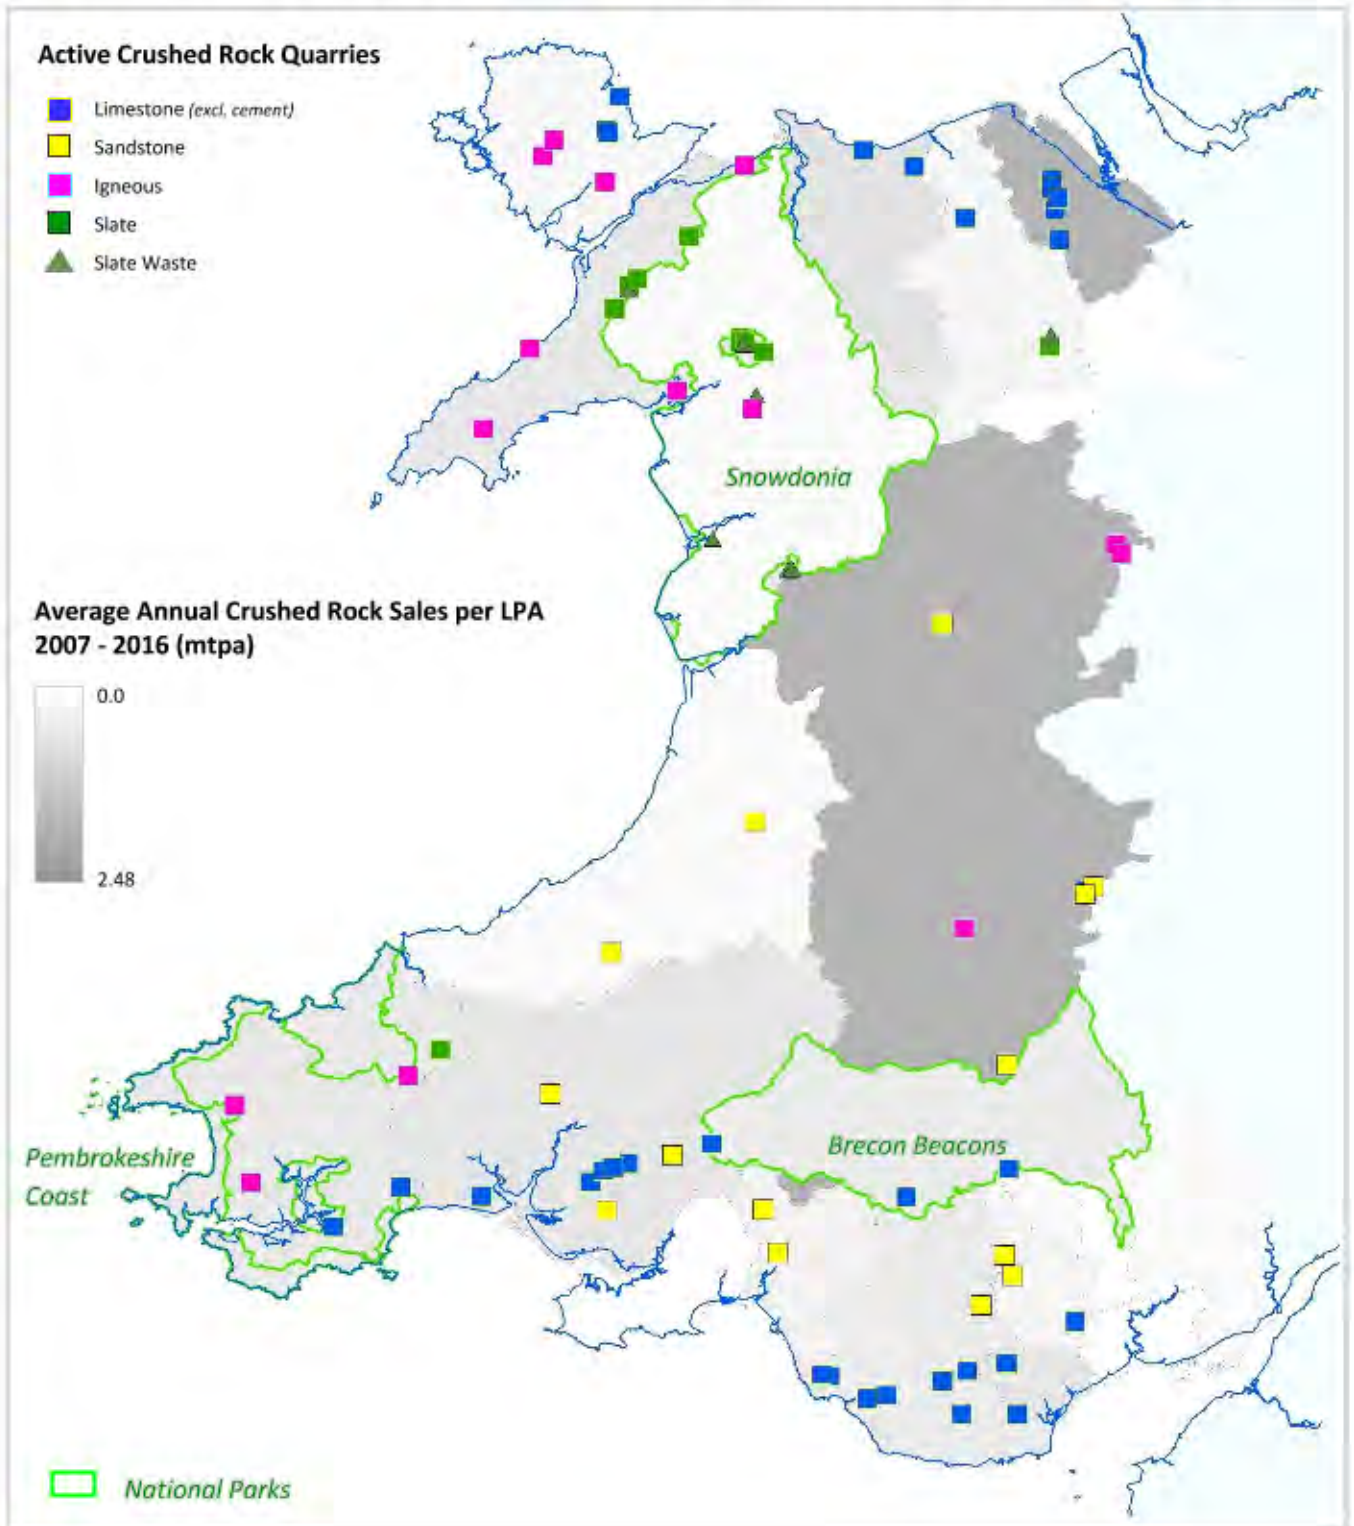 Active Crushed Rock Quarries
Limestone (excl, cement)
Sandstone
Igneous
Slate
Slate Waste
Snowdonia
Average Annual Crushed Rock Sales per LPA
2007 - 2016 (mtpa)
0.0
2.48
Pembrokeshire
Coast
Brecon Beacons
National Parks